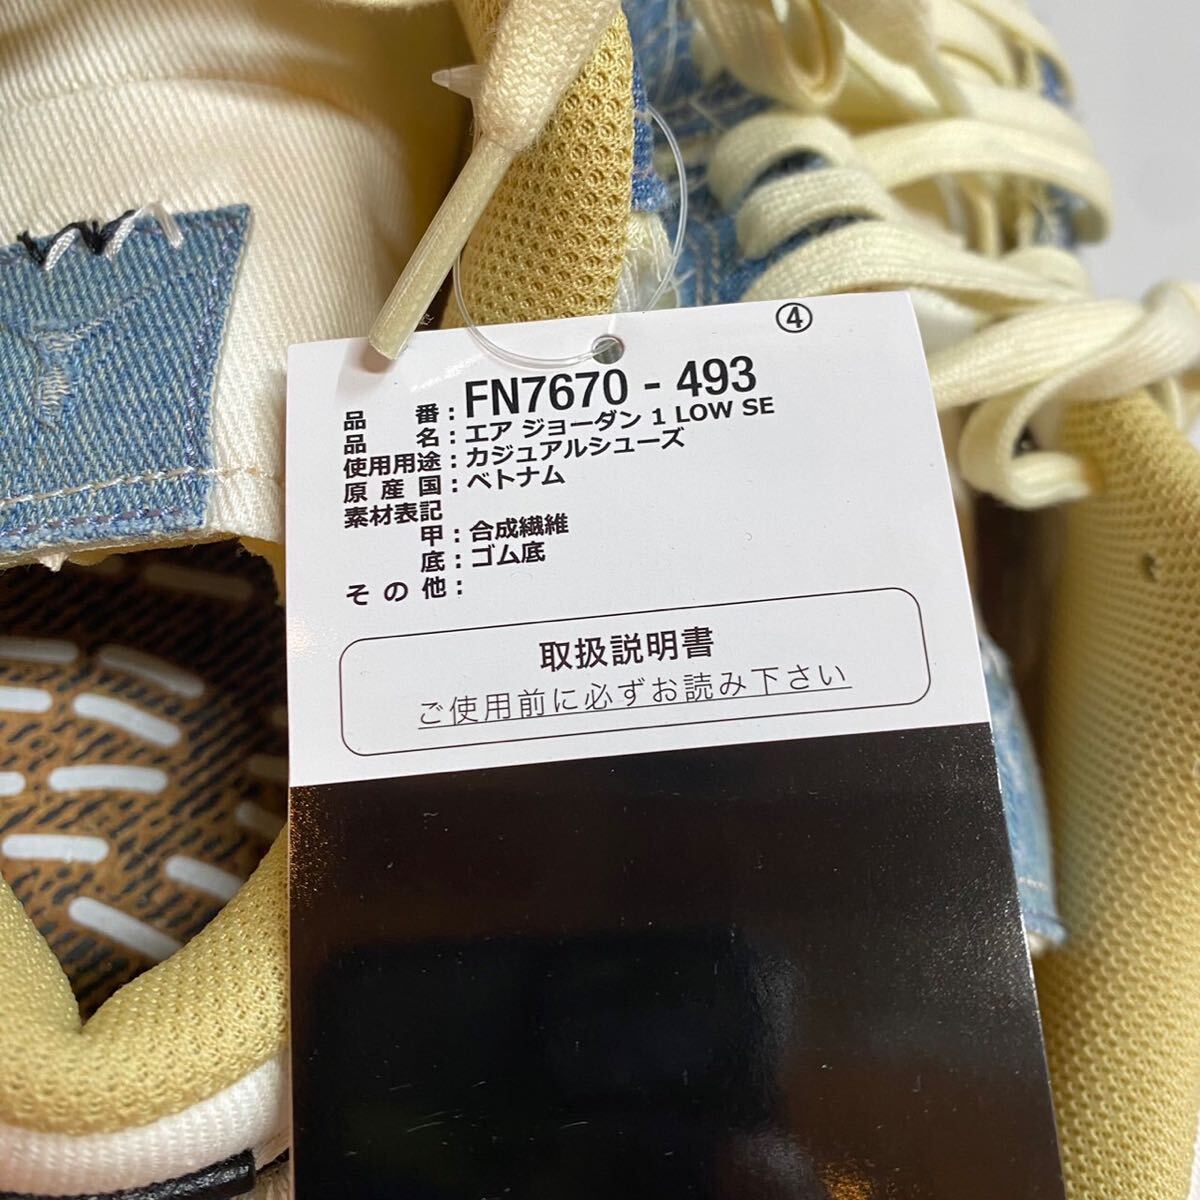 ④
品番：FN7670 - 493
品名：エア ジョーダン 1 LOW SE
使用用途：カジュアルシューズ
原産国：ベトナム
素材表記
甲：合成繊維
底：ゴム底
その他：
取扱説明書
ご使用前に必ずお読み下さい